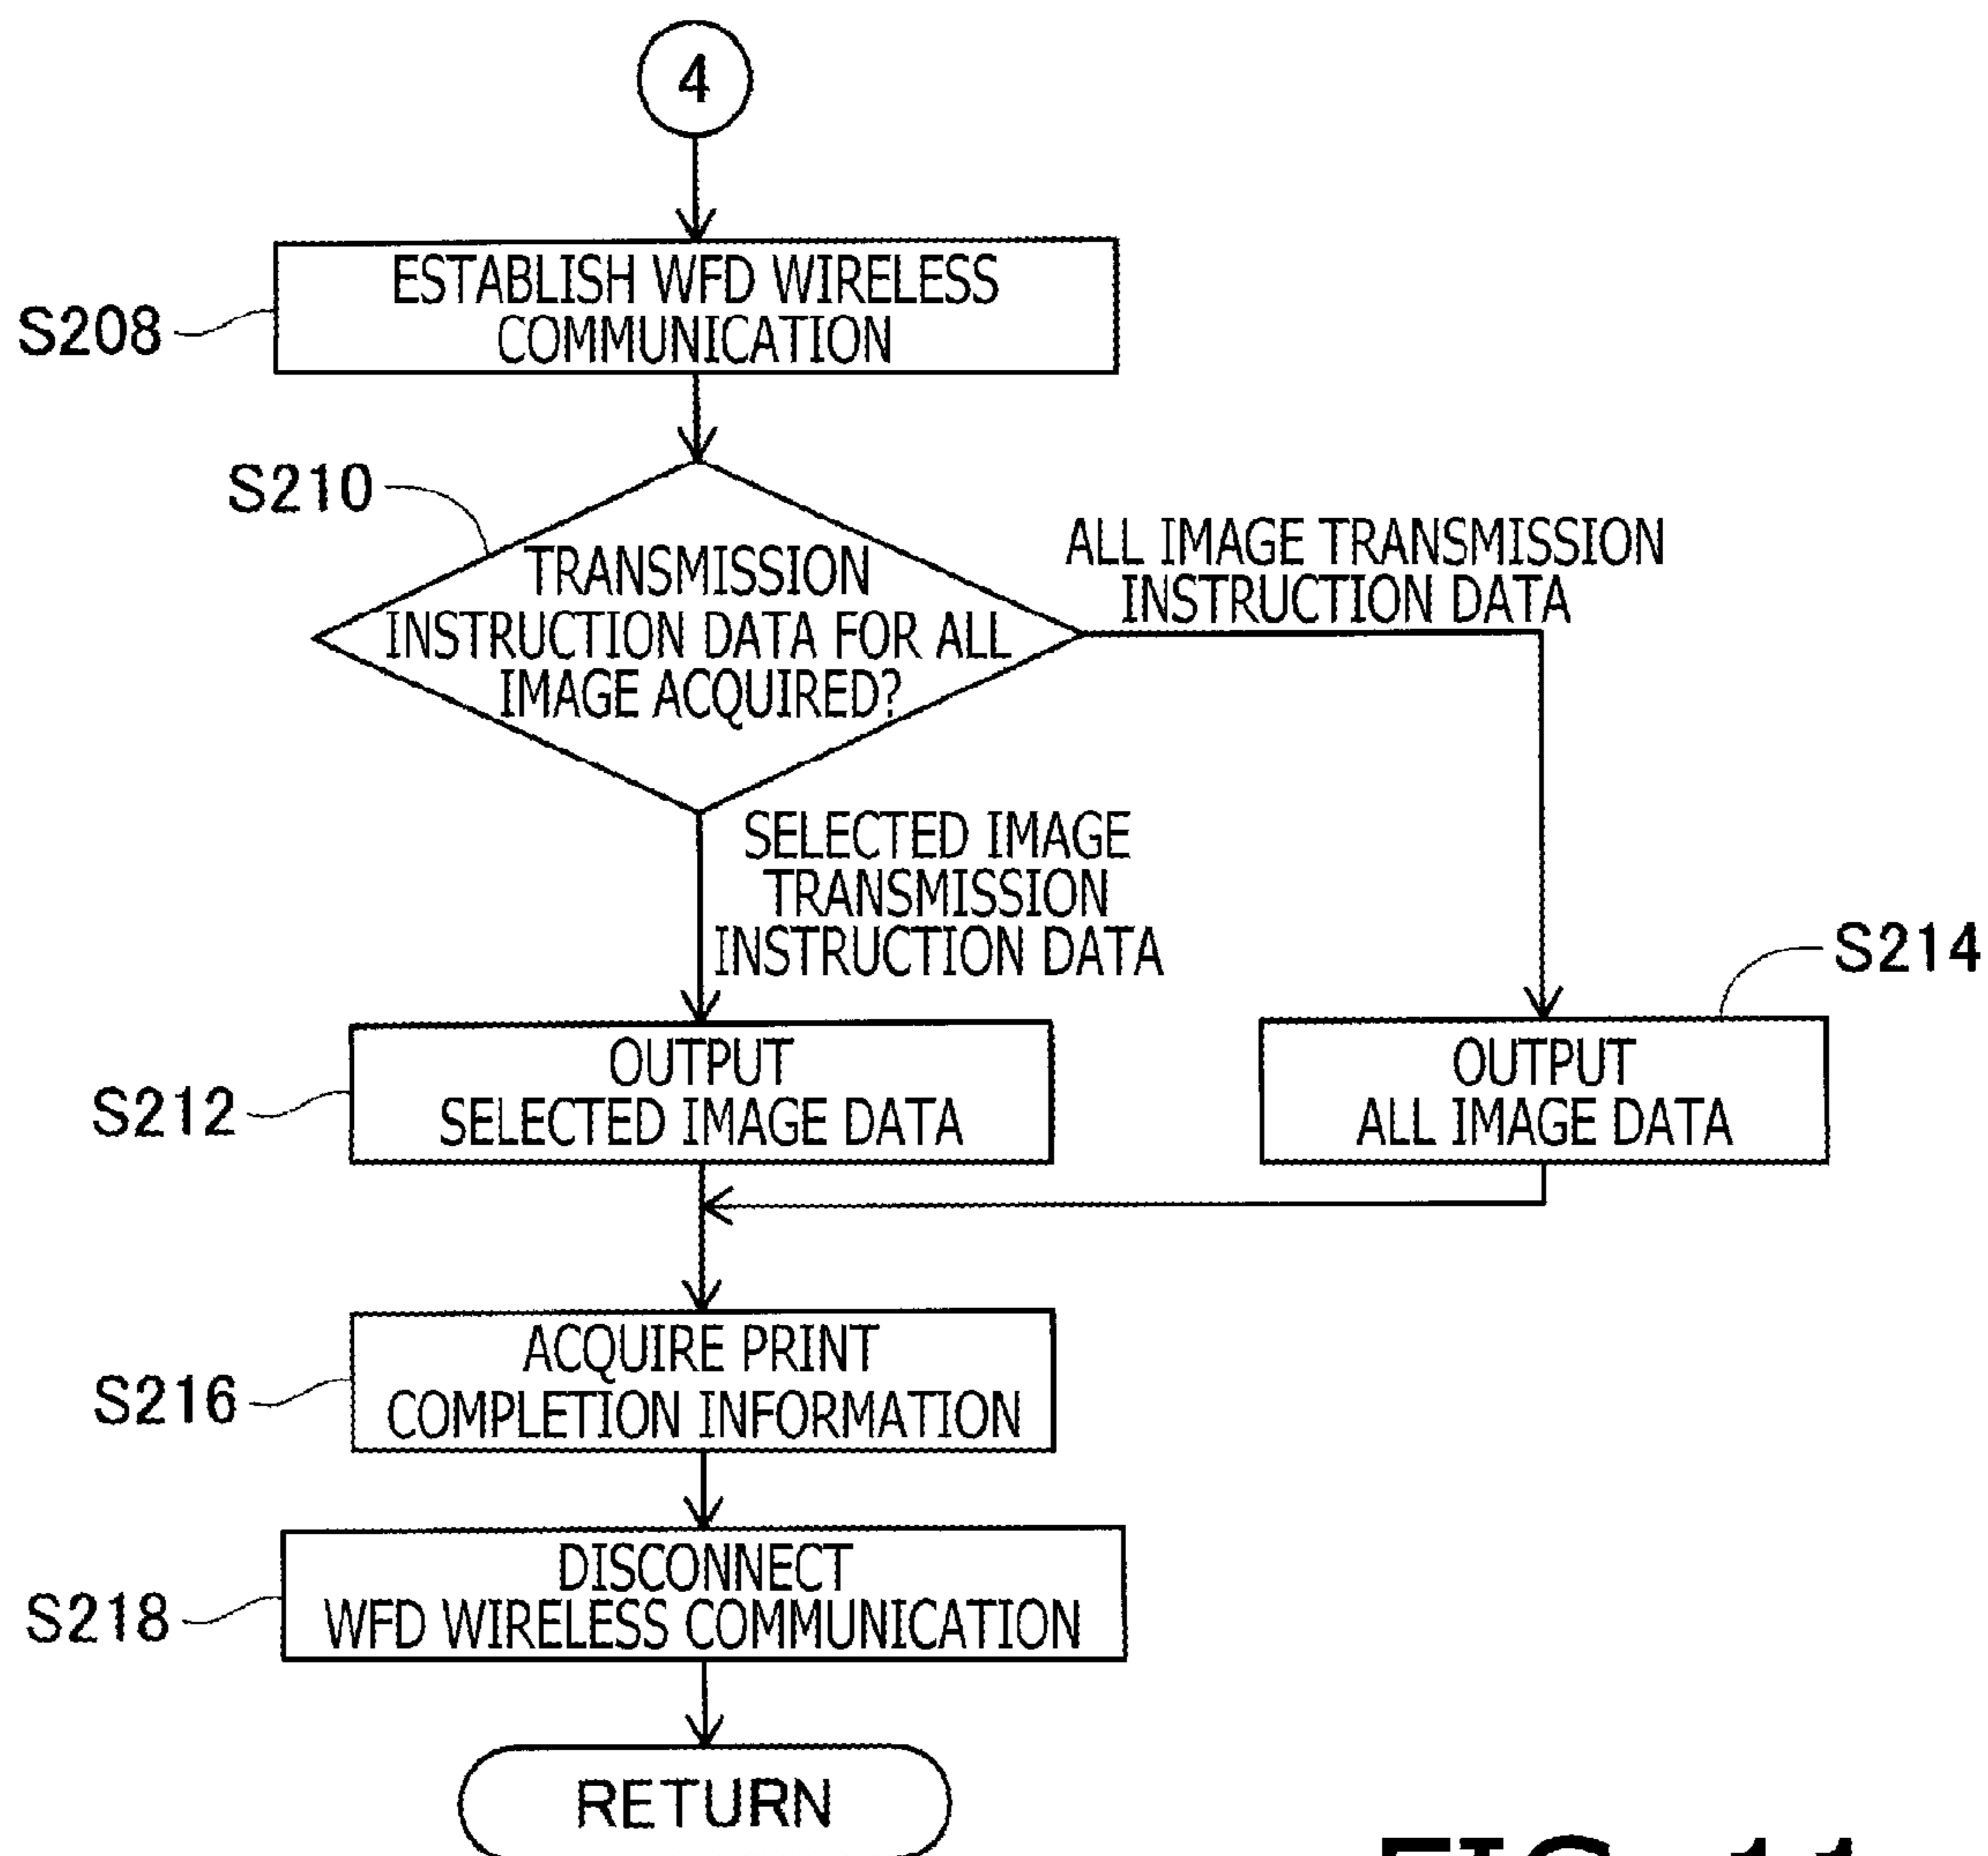 4
ESTABLISH WFD WIRELESS
COMMUNICATION
S208
S210
TRANSMISSION
INSTRUCTION DATA FOR ALL
IMAGE ACQUIRED?
ALL IMAGE TRANSMISSION
INSTRUCTION DATA
SELECTED IMAGE
TRANSMISSION
INSTRUCTION DATA
S214
OUTPUT
SELECTED IMAGE DATA
S212
OUTPUT
ALL IMAGE DATA
ACQUIRE PRINT
COMPLETION INFORMATION
S216
DISCONNECT
WFD WIRELESS COMMUNICATION
S218
RETURN
FIG. 11